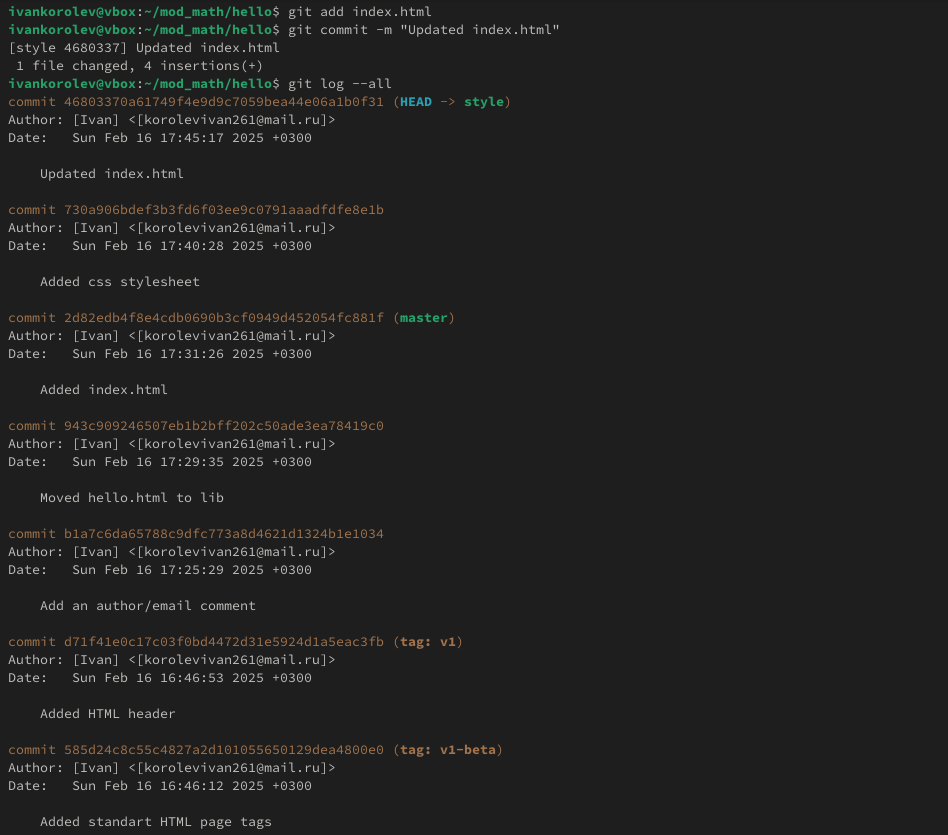 ivankorolev@vbox:~/mod_math/hello$ git add index.html
ivankorolev@vbox:~/mod_math/hello$ git commit -m "Updated index.html"
[style 4680337] Updated index.html
 1 file changed, 4 insertions(+)
ivankorolev@vbox:~/mod_math/hello$ git log --all
commit 46803370a61749f4e9d9c7059bea44e06a1b0f31 (HEAD -> style)
Author: [Ivan] <[korolevivan261@mail.ru]>
Date:   Sun Feb 16 17:45:17 2025 +0300

    Updated index.html

commit 730a906bdef3b3fd6f03ee9c0791aaadfdfe8e1b
Author: [Ivan] <[korolevivan261@mail.ru]>
Date:   Sun Feb 16 17:40:28 2025 +0300

    Added css stylesheet

commit 2d82edb4f8e4cdb0690b3cf0949d452054fc881f (master)
Author: [Ivan] <[korolevivan261@mail.ru]>
Date:   Sun Feb 16 17:31:26 2025 +0300

    Added index.html

commit 943c909246507eb1b2bff202c50ade3ea78419c0
Author: [Ivan] <[korolevivan261@mail.ru]>
Date:   Sun Feb 16 17:29:35 2025 +0300

    Moved hello.html to lib

commit b1a7c6da65788c9dfc773a8d4621d1324b1e1034
Author: [Ivan] <[korolevivan261@mail.ru]>
Date:   Sun Feb 16 17:25:29 2025 +0300

    Add an author/email comment

commit d71f41e0c17c03f0bd4472d31e5924d1a5eac3fb (tag: v1)
Author: [Ivan] <[korolevivan261@mail.ru]>
Date:   Sun Feb 16 16:46:53 2025 +0300

    Added HTML header

commit 585d24c8c55c4827a2d101055650129dea4800e0 (tag: v1-beta)
Author: [Ivan] <[korolevivan261@mail.ru]>
Date:   Sun Feb 16 16:46:12 2025 +0300

    Added standart HTML page tags